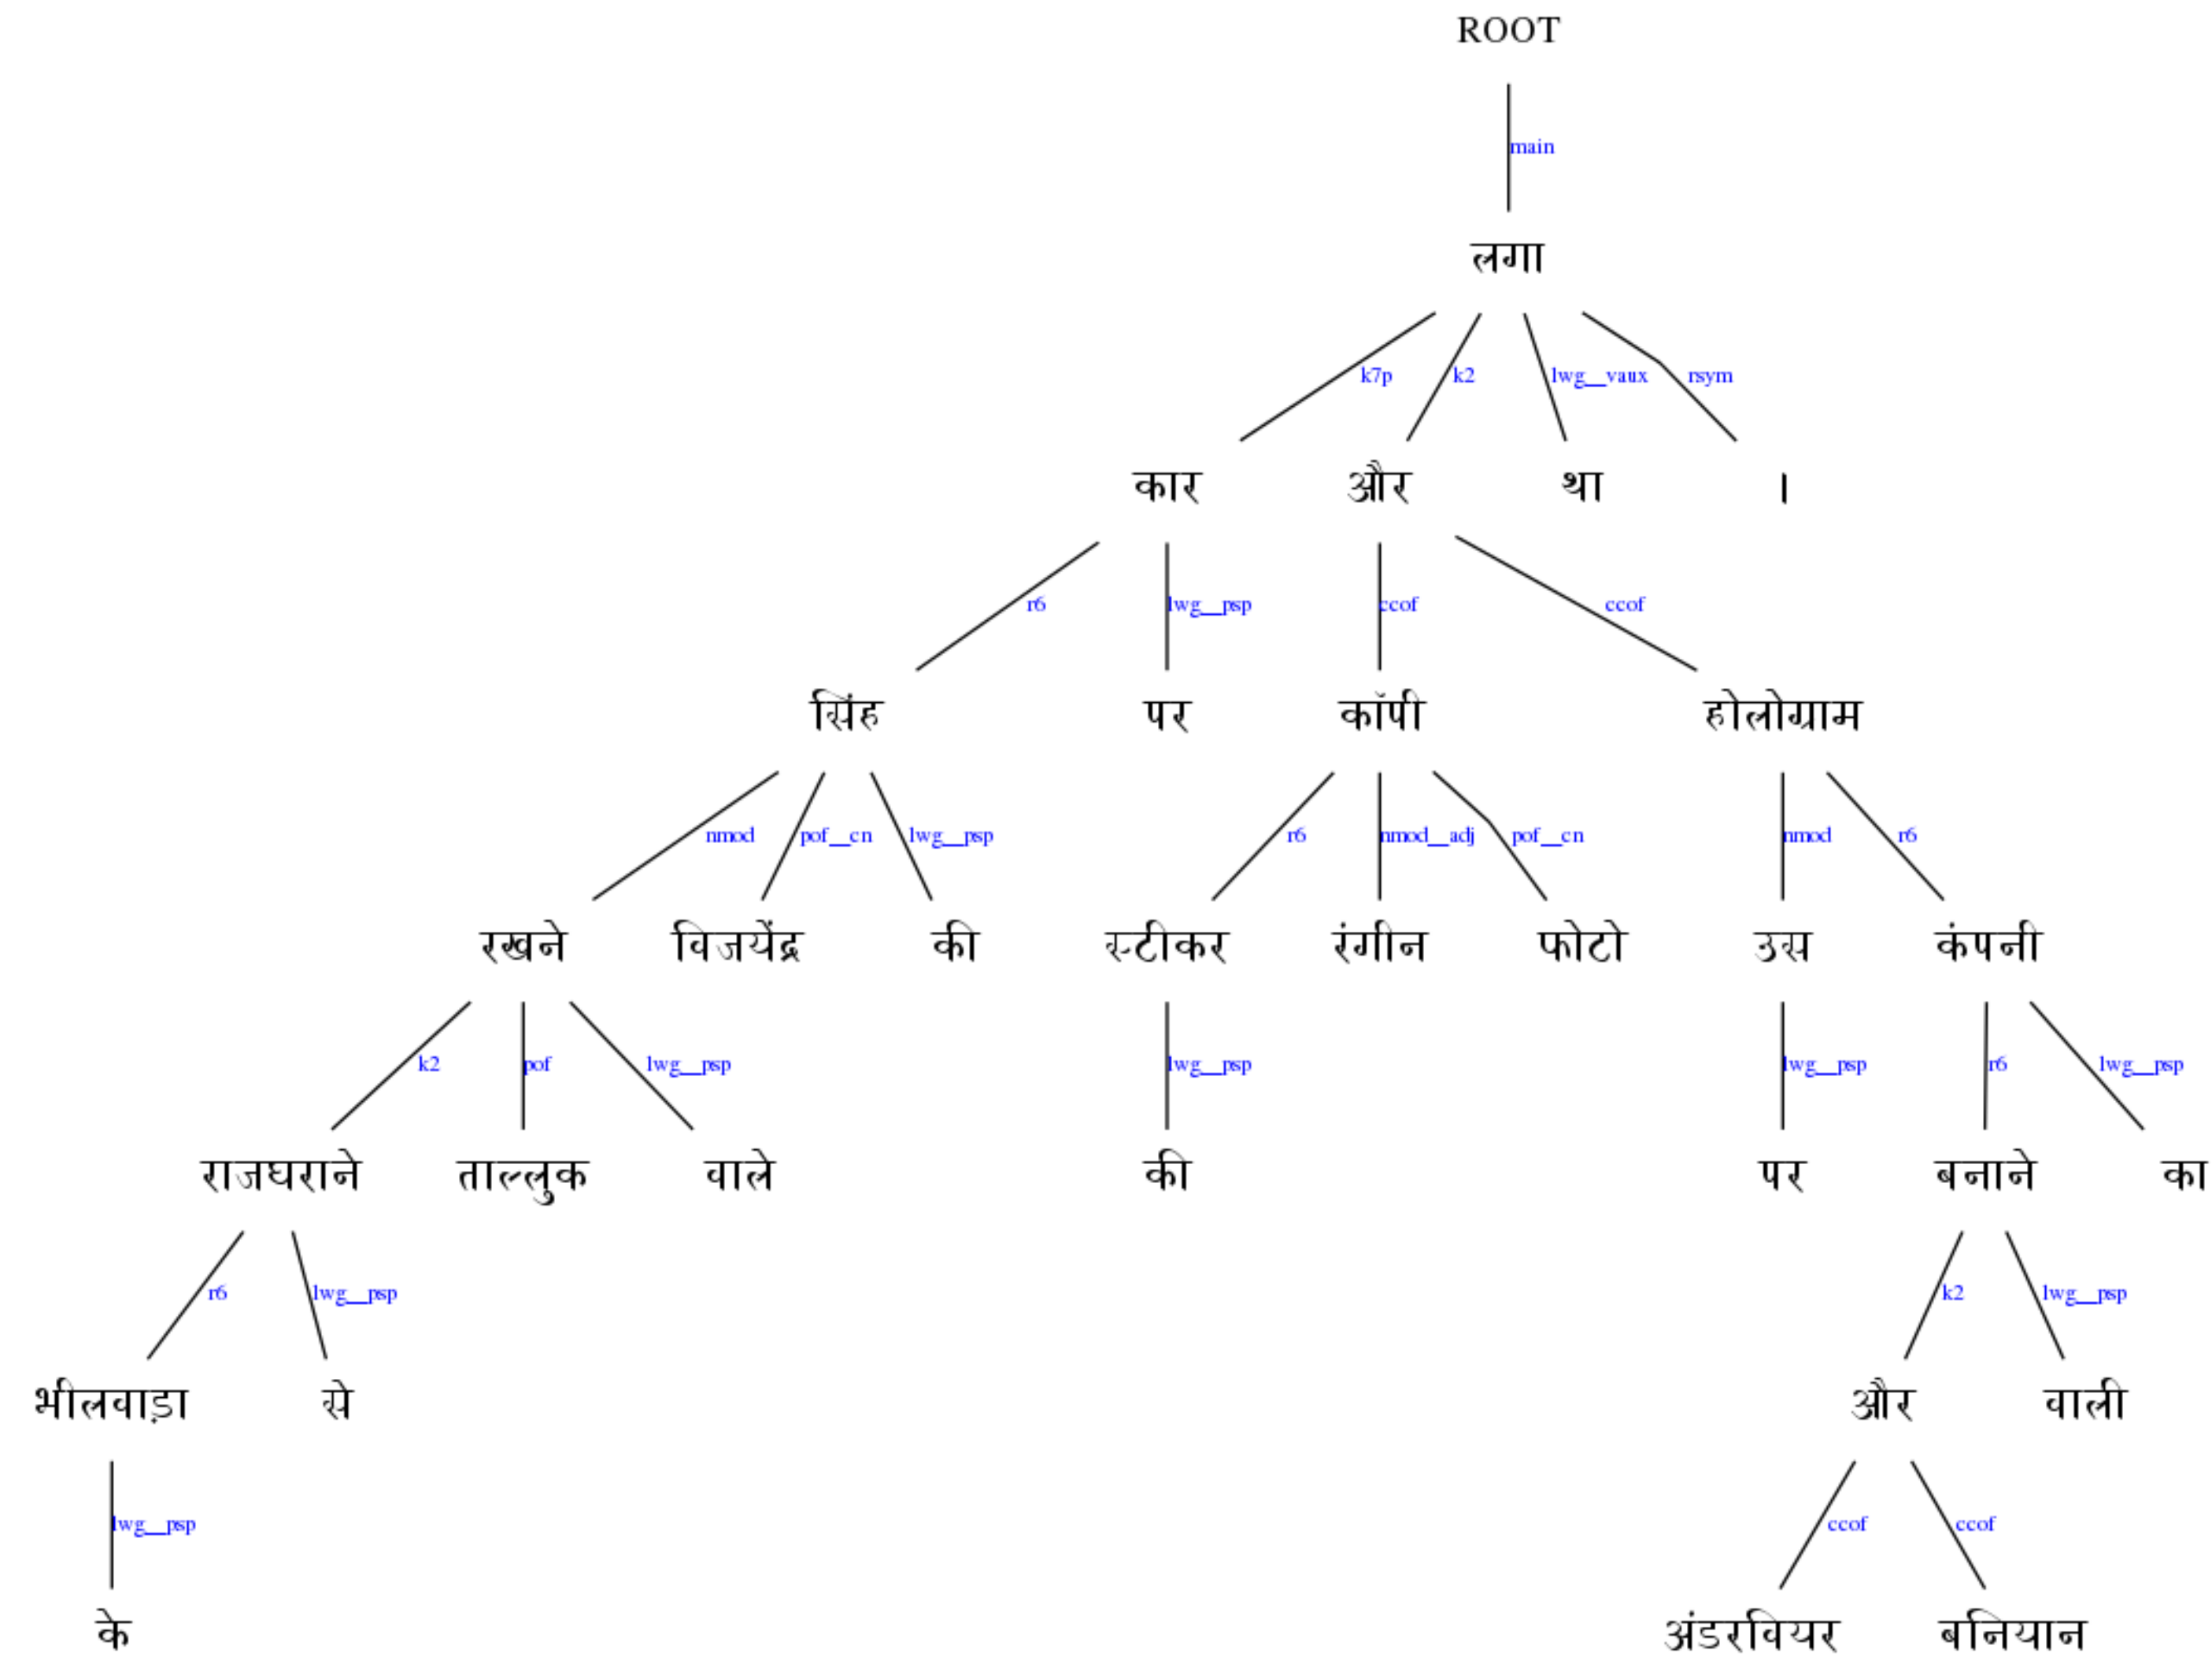 ROOT
main
लगा
k7p k2 lwg__vaux rsym
कार और था ।
r6 lwg__psp ccof ccof
सिंह पर कॉपी होलोग्राम
nmod pof__cn lwg__psp r6 nmod__adj pof__cn nmod r6
रखने विजयेंद्र की स्टीकर रंगीन फोटो उस कंपनी
k2 pof lwg__psp lwg__psp lwg__psp r6 lwg__psp
राजघराने ताल्लुक वाले की पर बनाने का
r6 lwg__psp k2 lwg__psp
भीलवाड़ा से और वाली
lwg__psp ccof ccof
के अंडरवियर बनियान